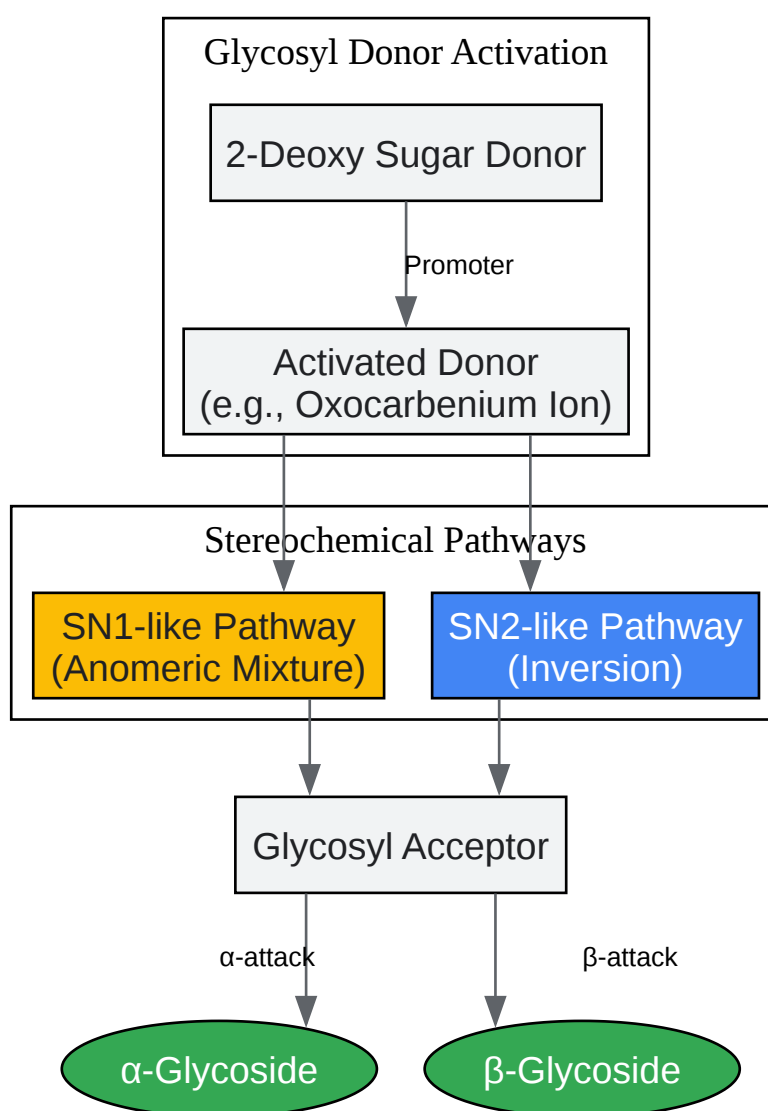 Glycosyl Donor Activation
2-Deoxy Sugar Donor
Promoter
Activated Donor
(e.g., Oxocarbenium Ion)
Stereochemical Pathways
SN1-like Pathway
(Anomeric Mixture)
SN2-like Pathway
(Inversion)
Glycosyl Acceptor
α-attack
β-attack
α-Glycoside
β-Glycoside